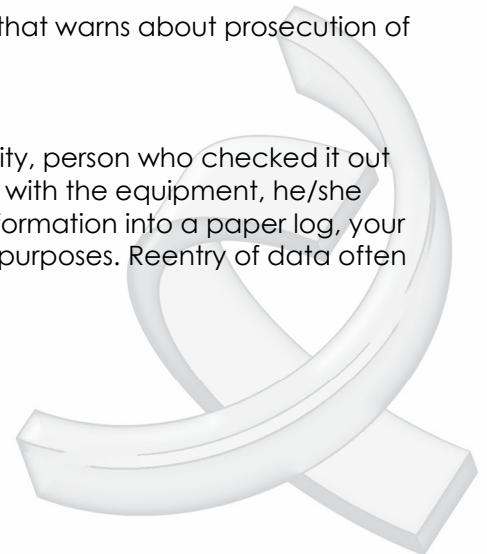 that warns about prosecution of
ity, person who checked it out
with the equipment, he/she
formation into a paper log, your
purposes. Reentry of data often